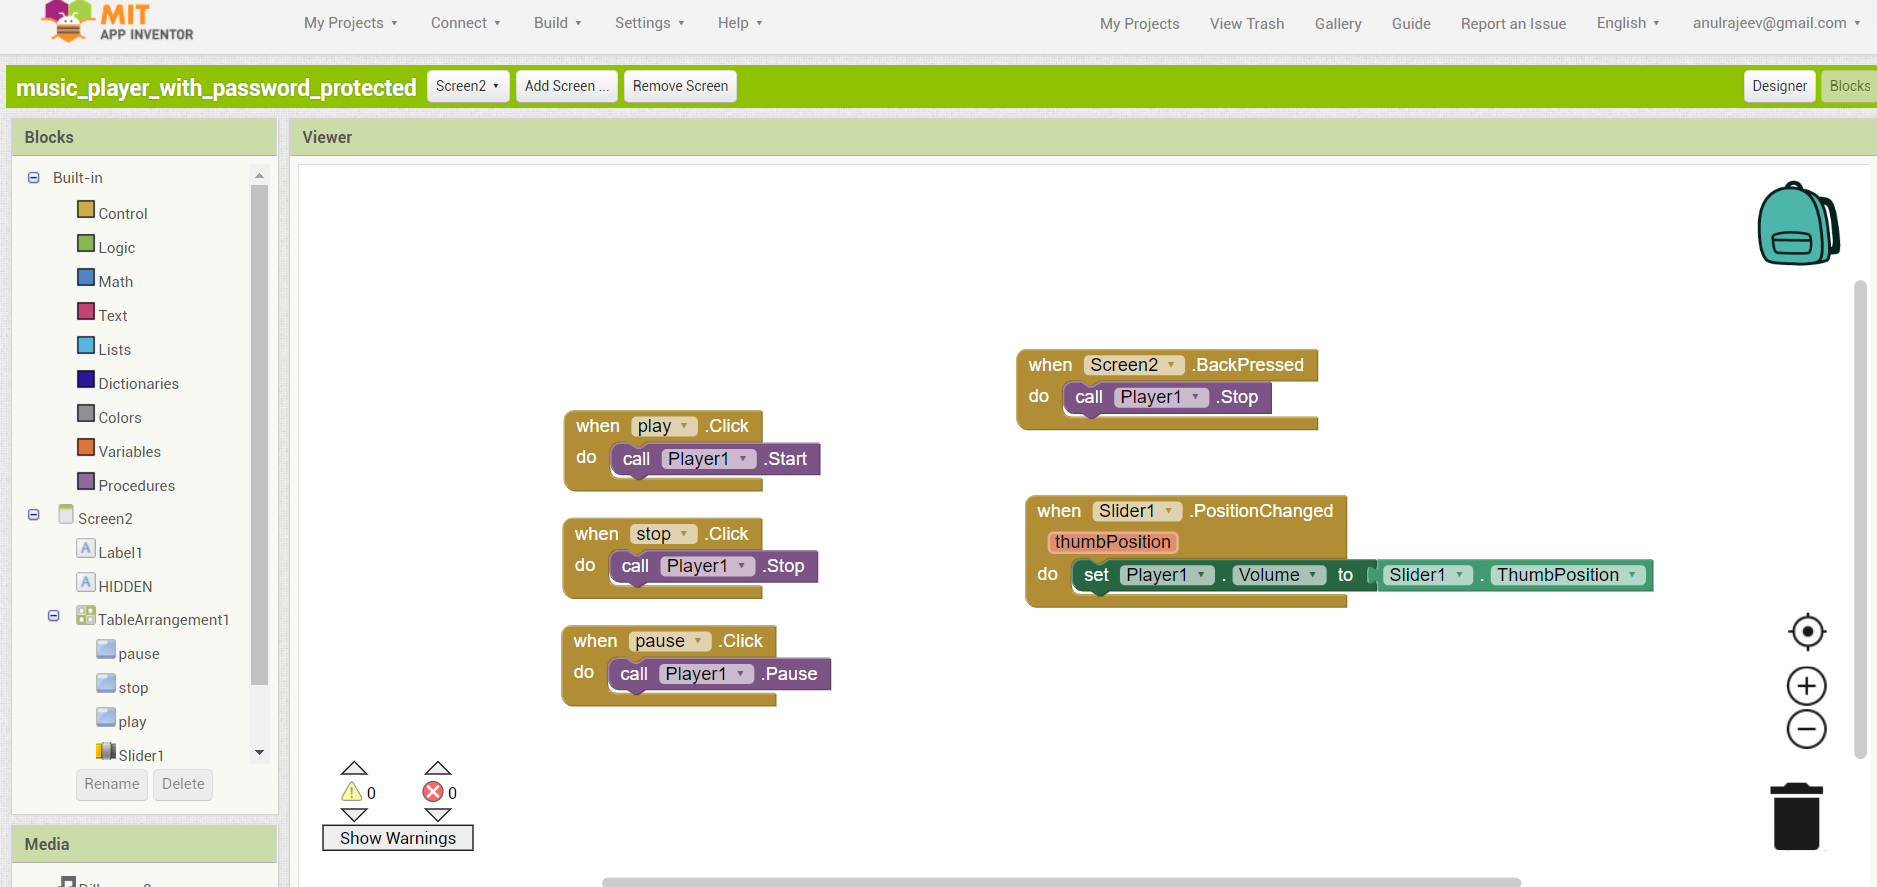 MIT
APP INVENTOR
My Projects Connect Build Settings Help My Projects View Trash Gallery Guide Report an Issue English anulrajeev@gmail.com
music_player_with_password_protected Screen2 Add Screen ... Remove Screen Designer Blocks
Blocks
Built-in
Control
Logic
Math
Text
Lists
Dictionaries
Colors
Variables
Procedures
Screen2
Label1
HIDDEN
TableArrangement1
pause
stop
play
Slider1
Rename Delete
Media
Viewer
when play .Click
do call Player1 .Start
when stop .Click
do call Player1 .Stop
when pause .Click
do call Player1 .Pause
when Screen2 .BackPressed
do call Player1 .Stop
when Slider1 .PositionChanged
thumbPosition
do set Player1 . Volume to Slider1 . ThumbPosition
0 0
Show Warnings